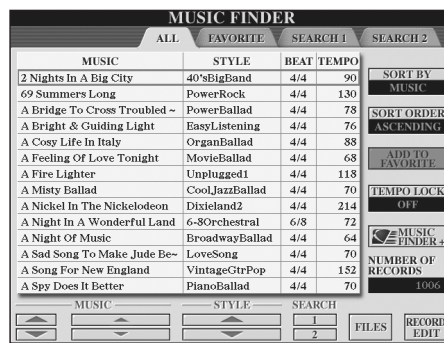 MUSIC FINDER
ALL FAVORITE SEARCH 1 SEARCH 2
MUSIC STYLE BEAT TEMPO
2 Nights In A Big City 40'sBigBand 4/4 90
69 Summers Long PowerRock 4/4 130
A Bridge To Cross Troubled ~ PowerBallad 4/4 78
A Bright & Guiding Light EasyListening 4/4 76
A Cosy Life In Italy OrganBallad 4/4 88
A Feeling Of Love Tonight MovieBallad 4/4 68
A Fire Lighter Unplugged1 4/4 118
A Misty Ballad CoolJazzBallad 4/4 70
A Nickel In The Nickelodeon Dixieland2 4/4 214
A Night In A Wonderful Land 6-8Orchestral 6/8 72
A Night Of Music BroadwayBallad 4/4 64
A Sad Song To Make Jude Be~ LoveSong 4/4 70
A Song For New England VintageGtrPop 4/4 152
A Spy Does It Better PianoBallad 4/4 70
SORT BY
MUSIC
SORT ORDER
ASCENDING
ADD TO
FAVORITE
TEMPO LOCK
OFF
MUSIC
FINDER +
NUMBER OF
RECORDS
1006
MUSIC STYLE SEARCH
1
2
FILES
RECORD
EDIT